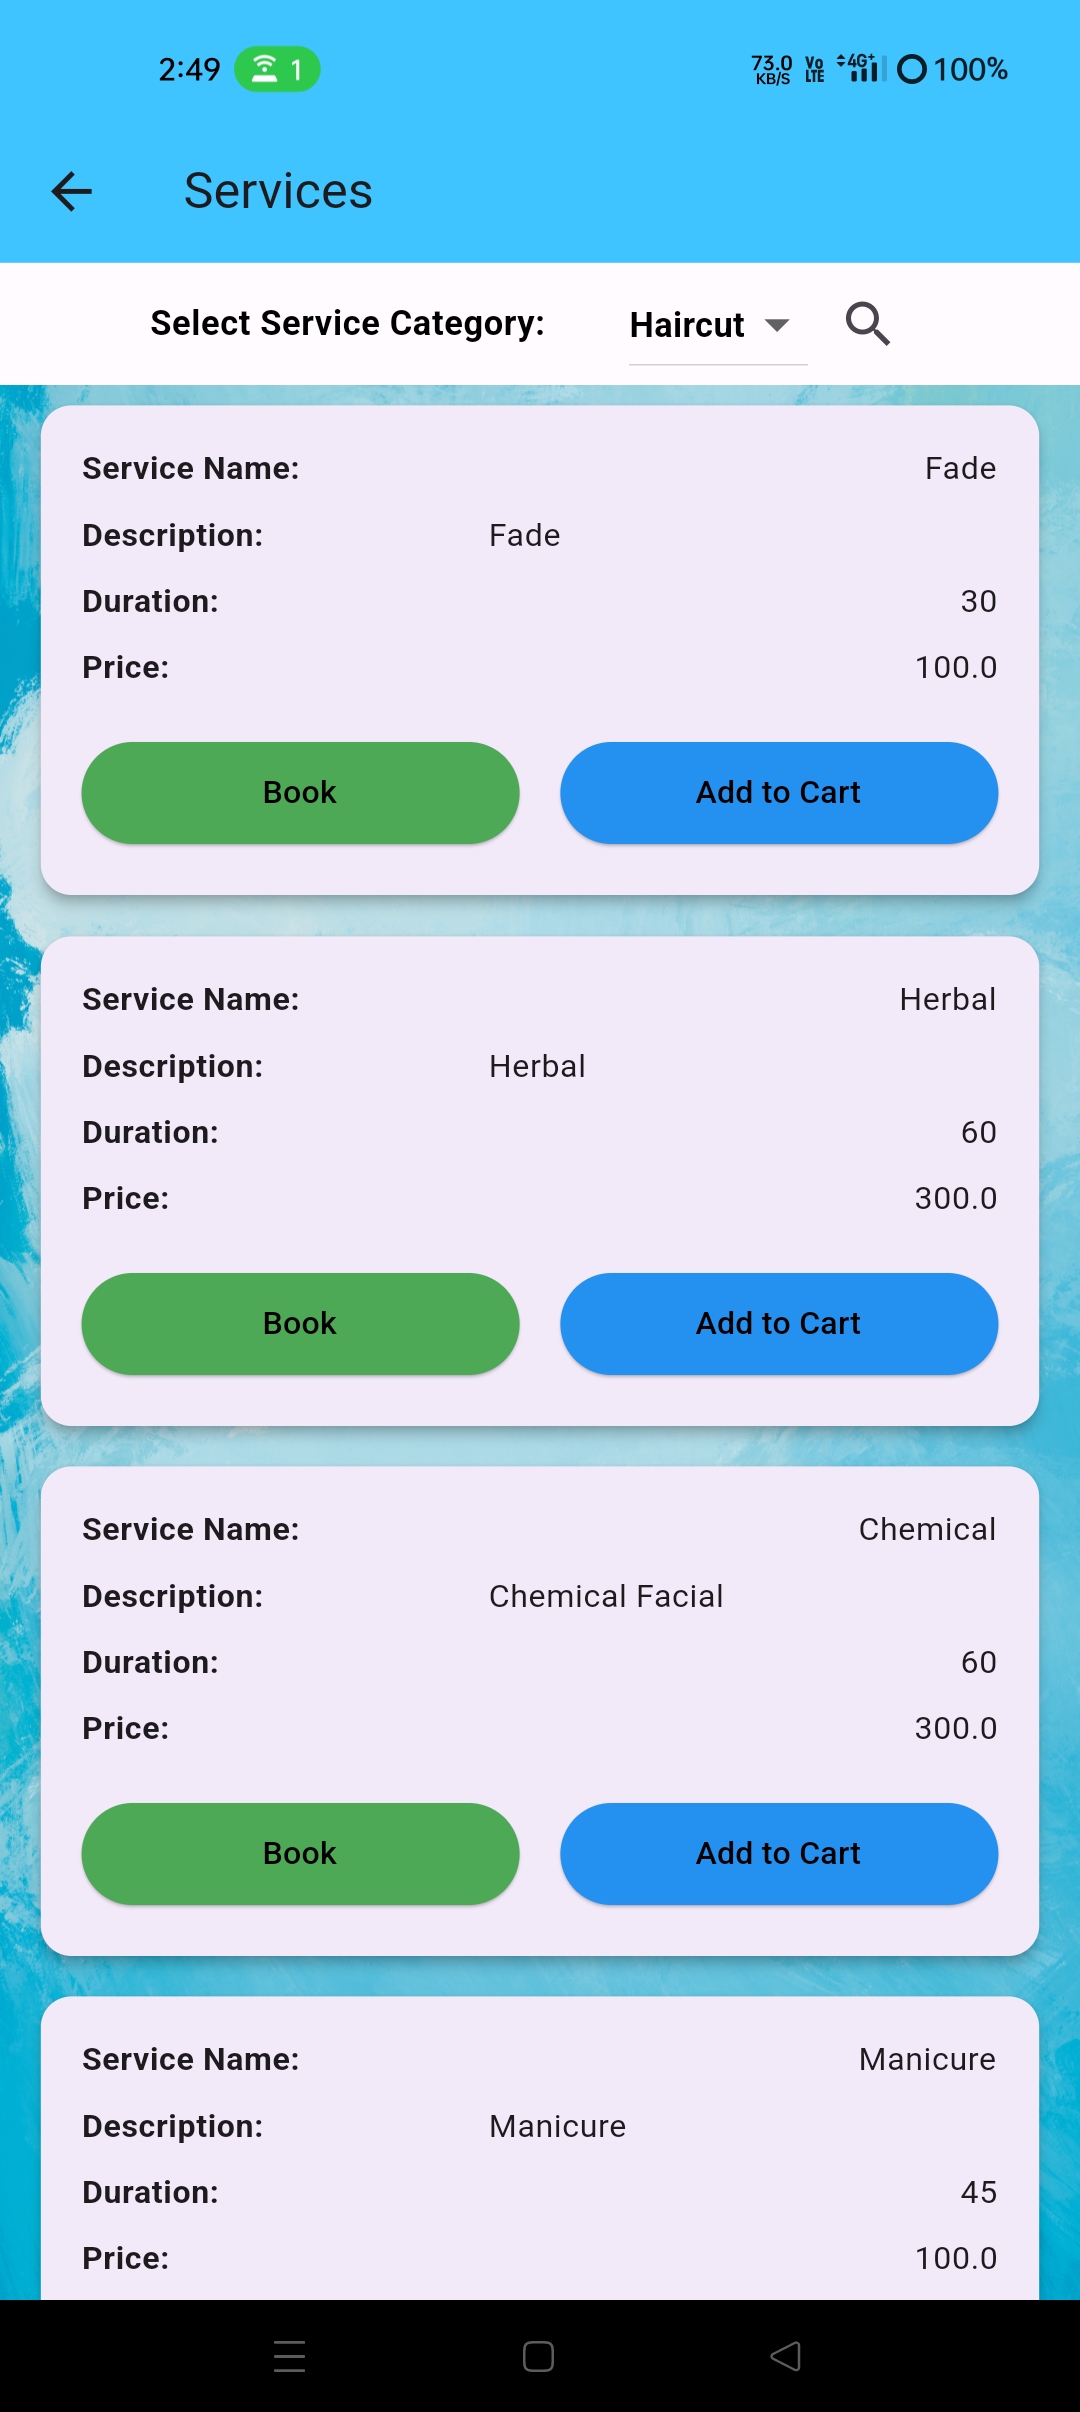 2:49 1 73.0 KB/S Vo LTE 4G+ 100%
Services
Select Service Category: Haircut
Service Name: Fade
Description: Fade
Duration: 30
Price: 100.0
Book Add to Cart
Service Name: Herbal
Description: Herbal
Duration: 60
Price: 300.0
Book Add to Cart
Service Name: Chemical
Description: Chemical Facial
Duration: 60
Price: 300.0
Book Add to Cart
Service Name: Manicure
Description: Manicure
Duration: 45
Price: 100.0